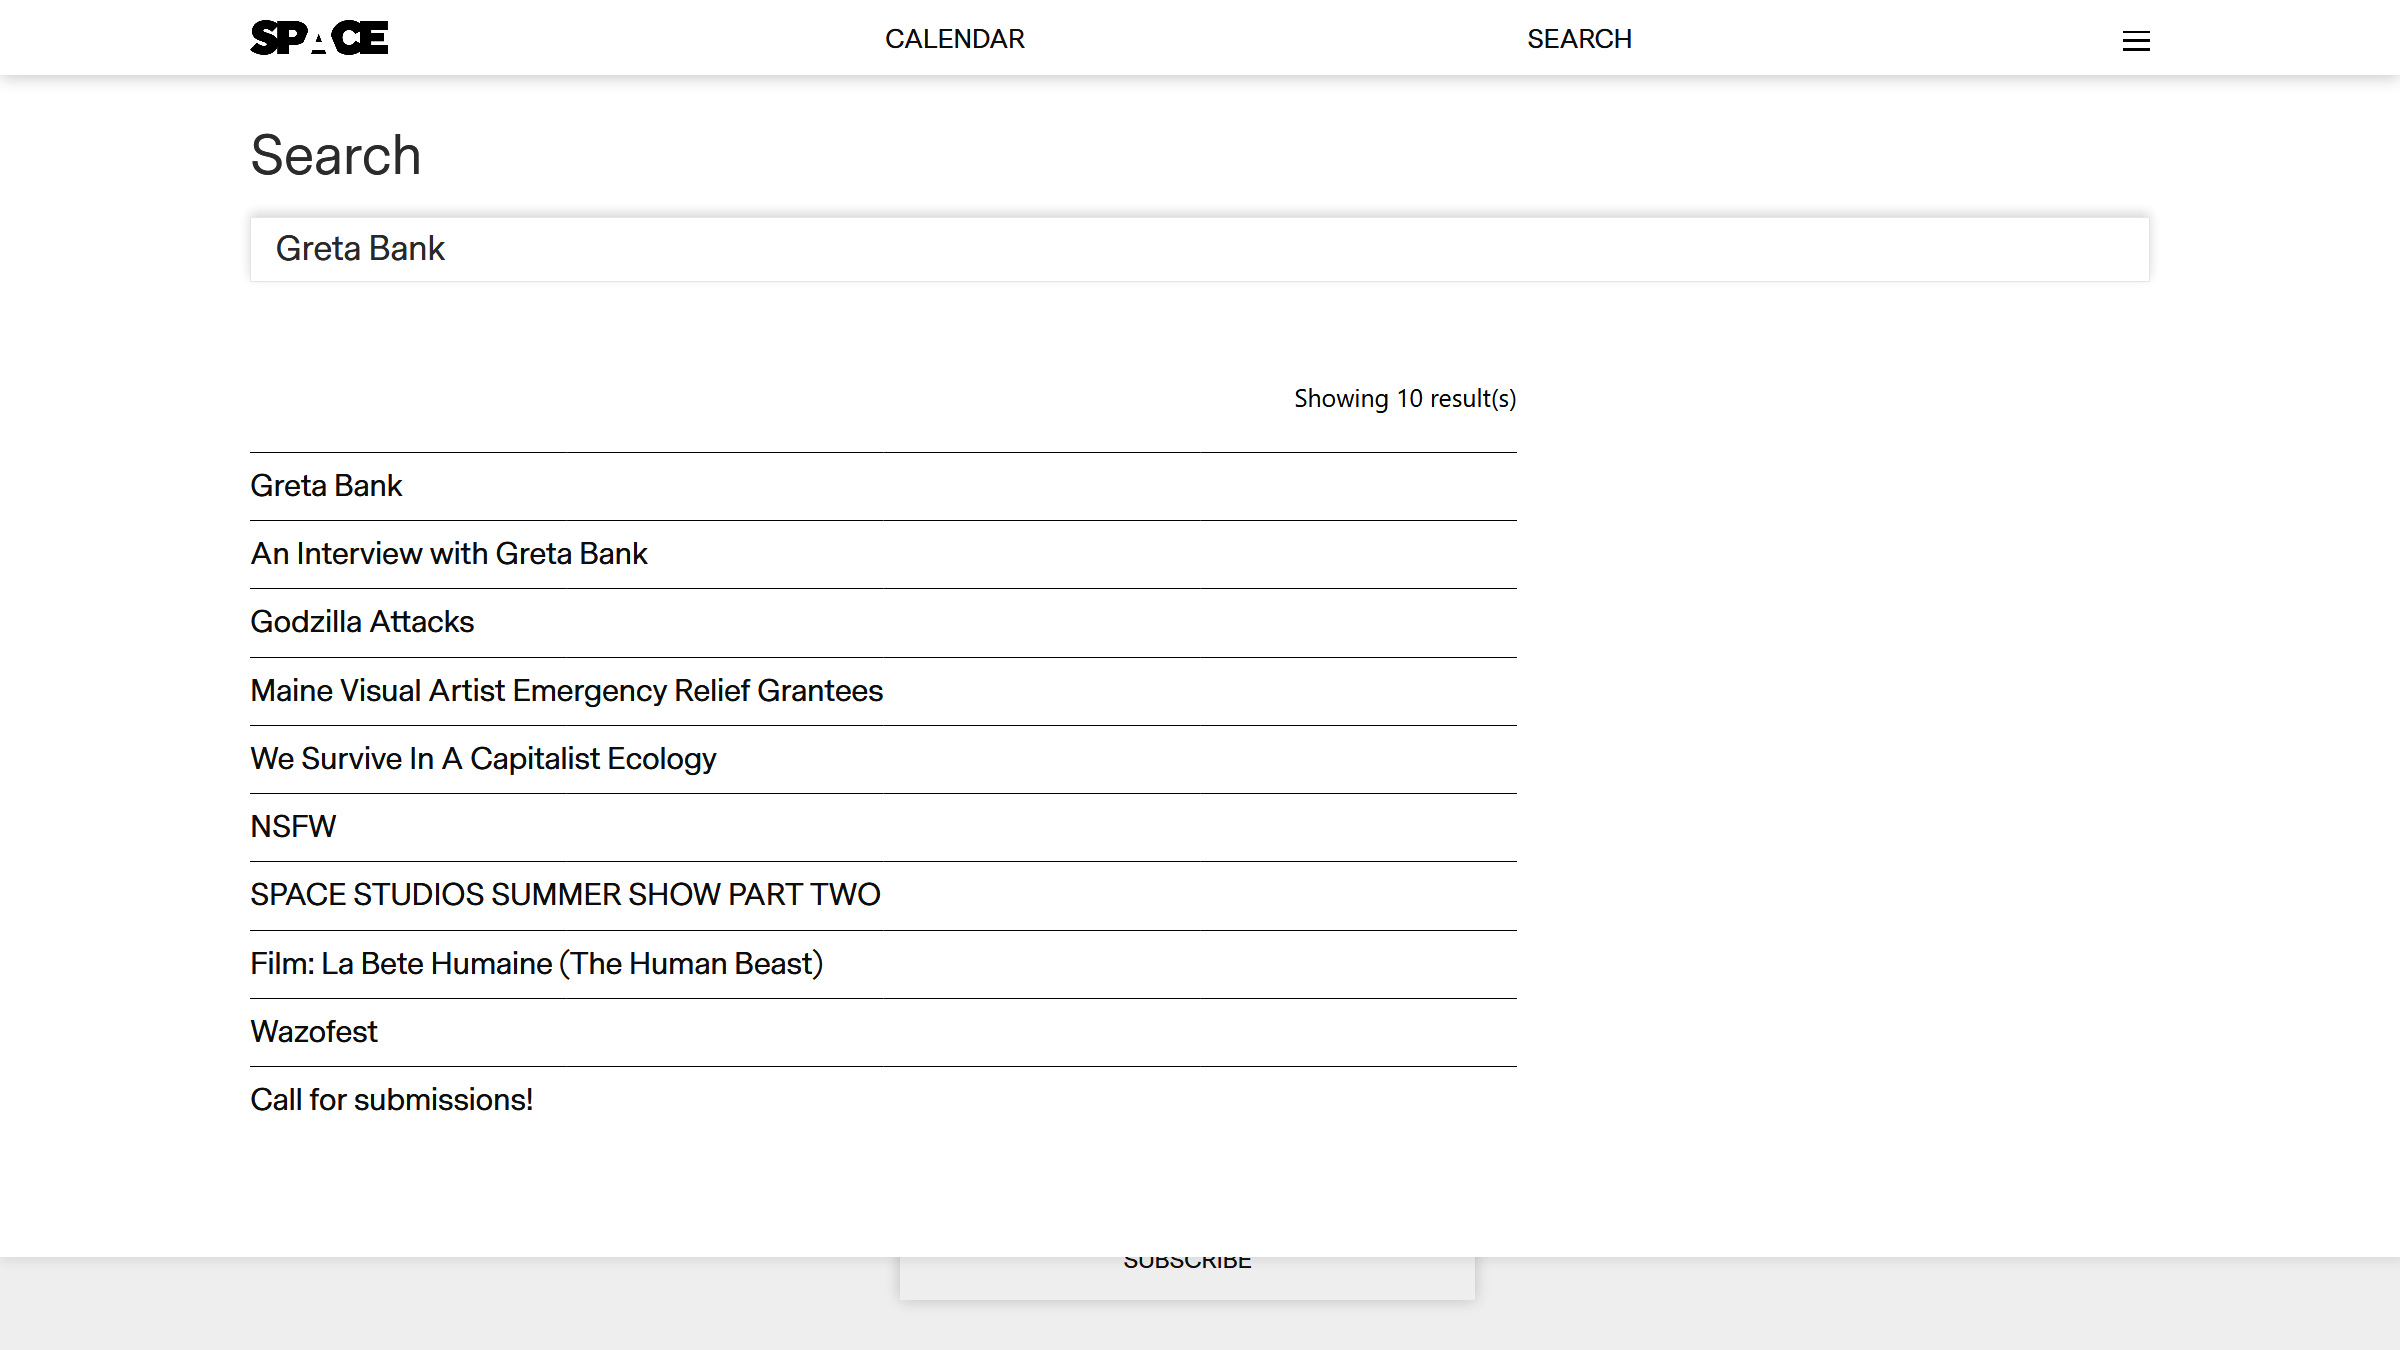 SPACE
CALENDAR
SEARCH
Search
Greta Bank
Showing 10 result(s)
Greta Bank
An Interview with Greta Bank
Godzilla Attacks
Maine Visual Artist Emergency Relief Grantees
We Survive In A Capitalist Ecology
NSFW
SPACE STUDIOS SUMMER SHOW PART TWO
Film: La Bete Humaine (The Human Beast)
Wazofest
Call for submissions!
SUBSCRIBE